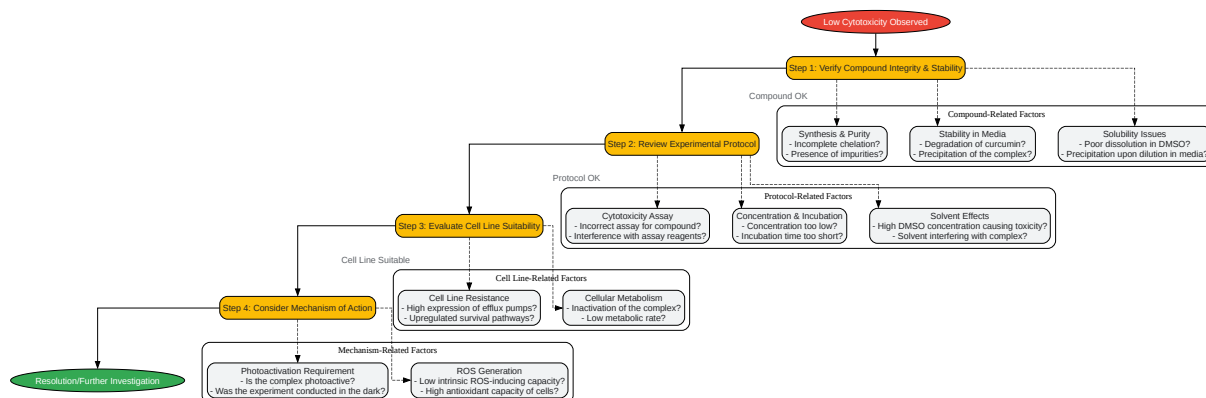 Low Cytotoxicity Observed
Step 1: Verify Compound Integrity & Stability
Compound OK
Compound-Related Factors
Synthesis & Purity
- Incomplete chelation?
- Presence of impurities?
Stability in Media
- Degradation of curcumin?
- Precipitation of the complex?
Solubility Issues
- Poor dissolution in DMSO?
- Precipitation upon dilution in media?
Step 2: Review Experimental Protocol
Protocol OK
Protocol-Related Factors
Cytotoxicity Assay
- Incorrect assay for compound?
- Interference with assay reagents?
Concentration & Incubation
- Concentration too low?
- Incubation time too short?
Solvent Effects
- High DMSO concentration causing toxicity?
- Solvent interfering with complex?
Step 3: Evaluate Cell Line Suitability
Cell Line Suitable
Cell Line-Related Factors
Cell Line Resistance
- High expression of efflux pumps?
- Upregulated survival pathways?
Cellular Metabolism
- Inactivation of the complex?
- Low metabolic rate?
Step 4: Consider Mechanism of Action
Mechanism-Related Factors
Photoactivation Requirement
- Is the complex photoactive?
- Was the experiment conducted in the dark?
ROS Generation
- Low intrinsic ROS-inducing capacity?
- High antioxidant capacity of cells?
Resolution/Further Investigation